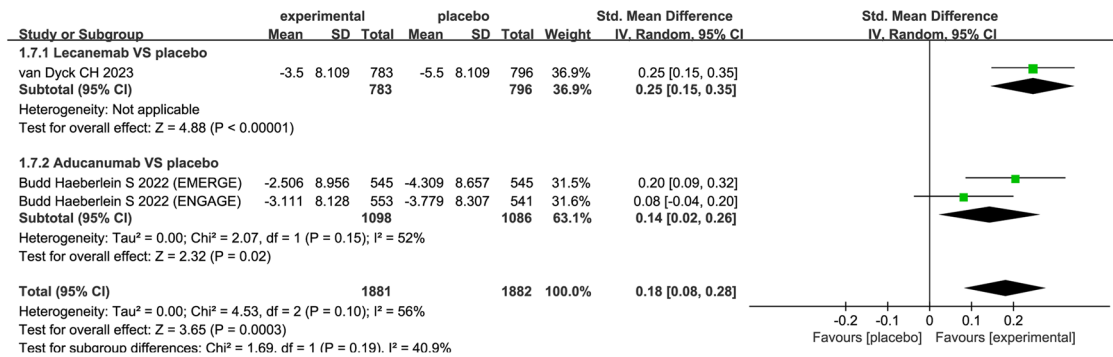 experimental placebo Std. Mean Difference Std. Mean Difference
Study or Subgroup Mean SD Total Mean SD Total Weight IV, Random, 95% CI IV, Random, 95% CI
1.7.1 Lecanemab VS placebo
van Dyck CH 2023 -3.5 8.109 783 -5.5 8.109 796 36.9% 0.25 [0.15, 0.35]
Subtotal (95% CI) 783 796 36.9% 0.25 [0.15, 0.35]
Heterogeneity: Not applicable
Test for overall effect: Z = 4.88 (P < 0.00001)
1.7.2 Aducanumab VS placebo
Budd Haeberlein S 2022 (EMERGE) -2.506 8.956 545 -4.309 8.657 545 31.5% 0.20 [0.09, 0.32]
Budd Haeberlein S 2022 (ENGAGE) -3.111 8.128 553 -3.779 8.307 541 31.6% 0.08 [-0.04, 0.20]
Subtotal (95% CI) 1098 1086 63.1% 0.14 [0.02, 0.26]
Heterogeneity: Tau² = 0.00; Chi² = 2.07, df = 1 (P = 0.15); I² = 52%
Test for overall effect: Z = 2.32 (P = 0.02)
Total (95% CI) 1881 1882 100.0% 0.18 [0.08, 0.28]
Heterogeneity: Tau² = 0.00; Chi² = 4.53, df = 2 (P = 0.10); I² = 56%
Test for overall effect: Z = 3.65 (P = 0.0003)
Test for subgroup differences: Chi² = 1.69, df = 1 (P = 0.19), I² = 40.9%
-0.2 -0.1 0 0.1 0.2
Favours [placebo] Favours [experimental]